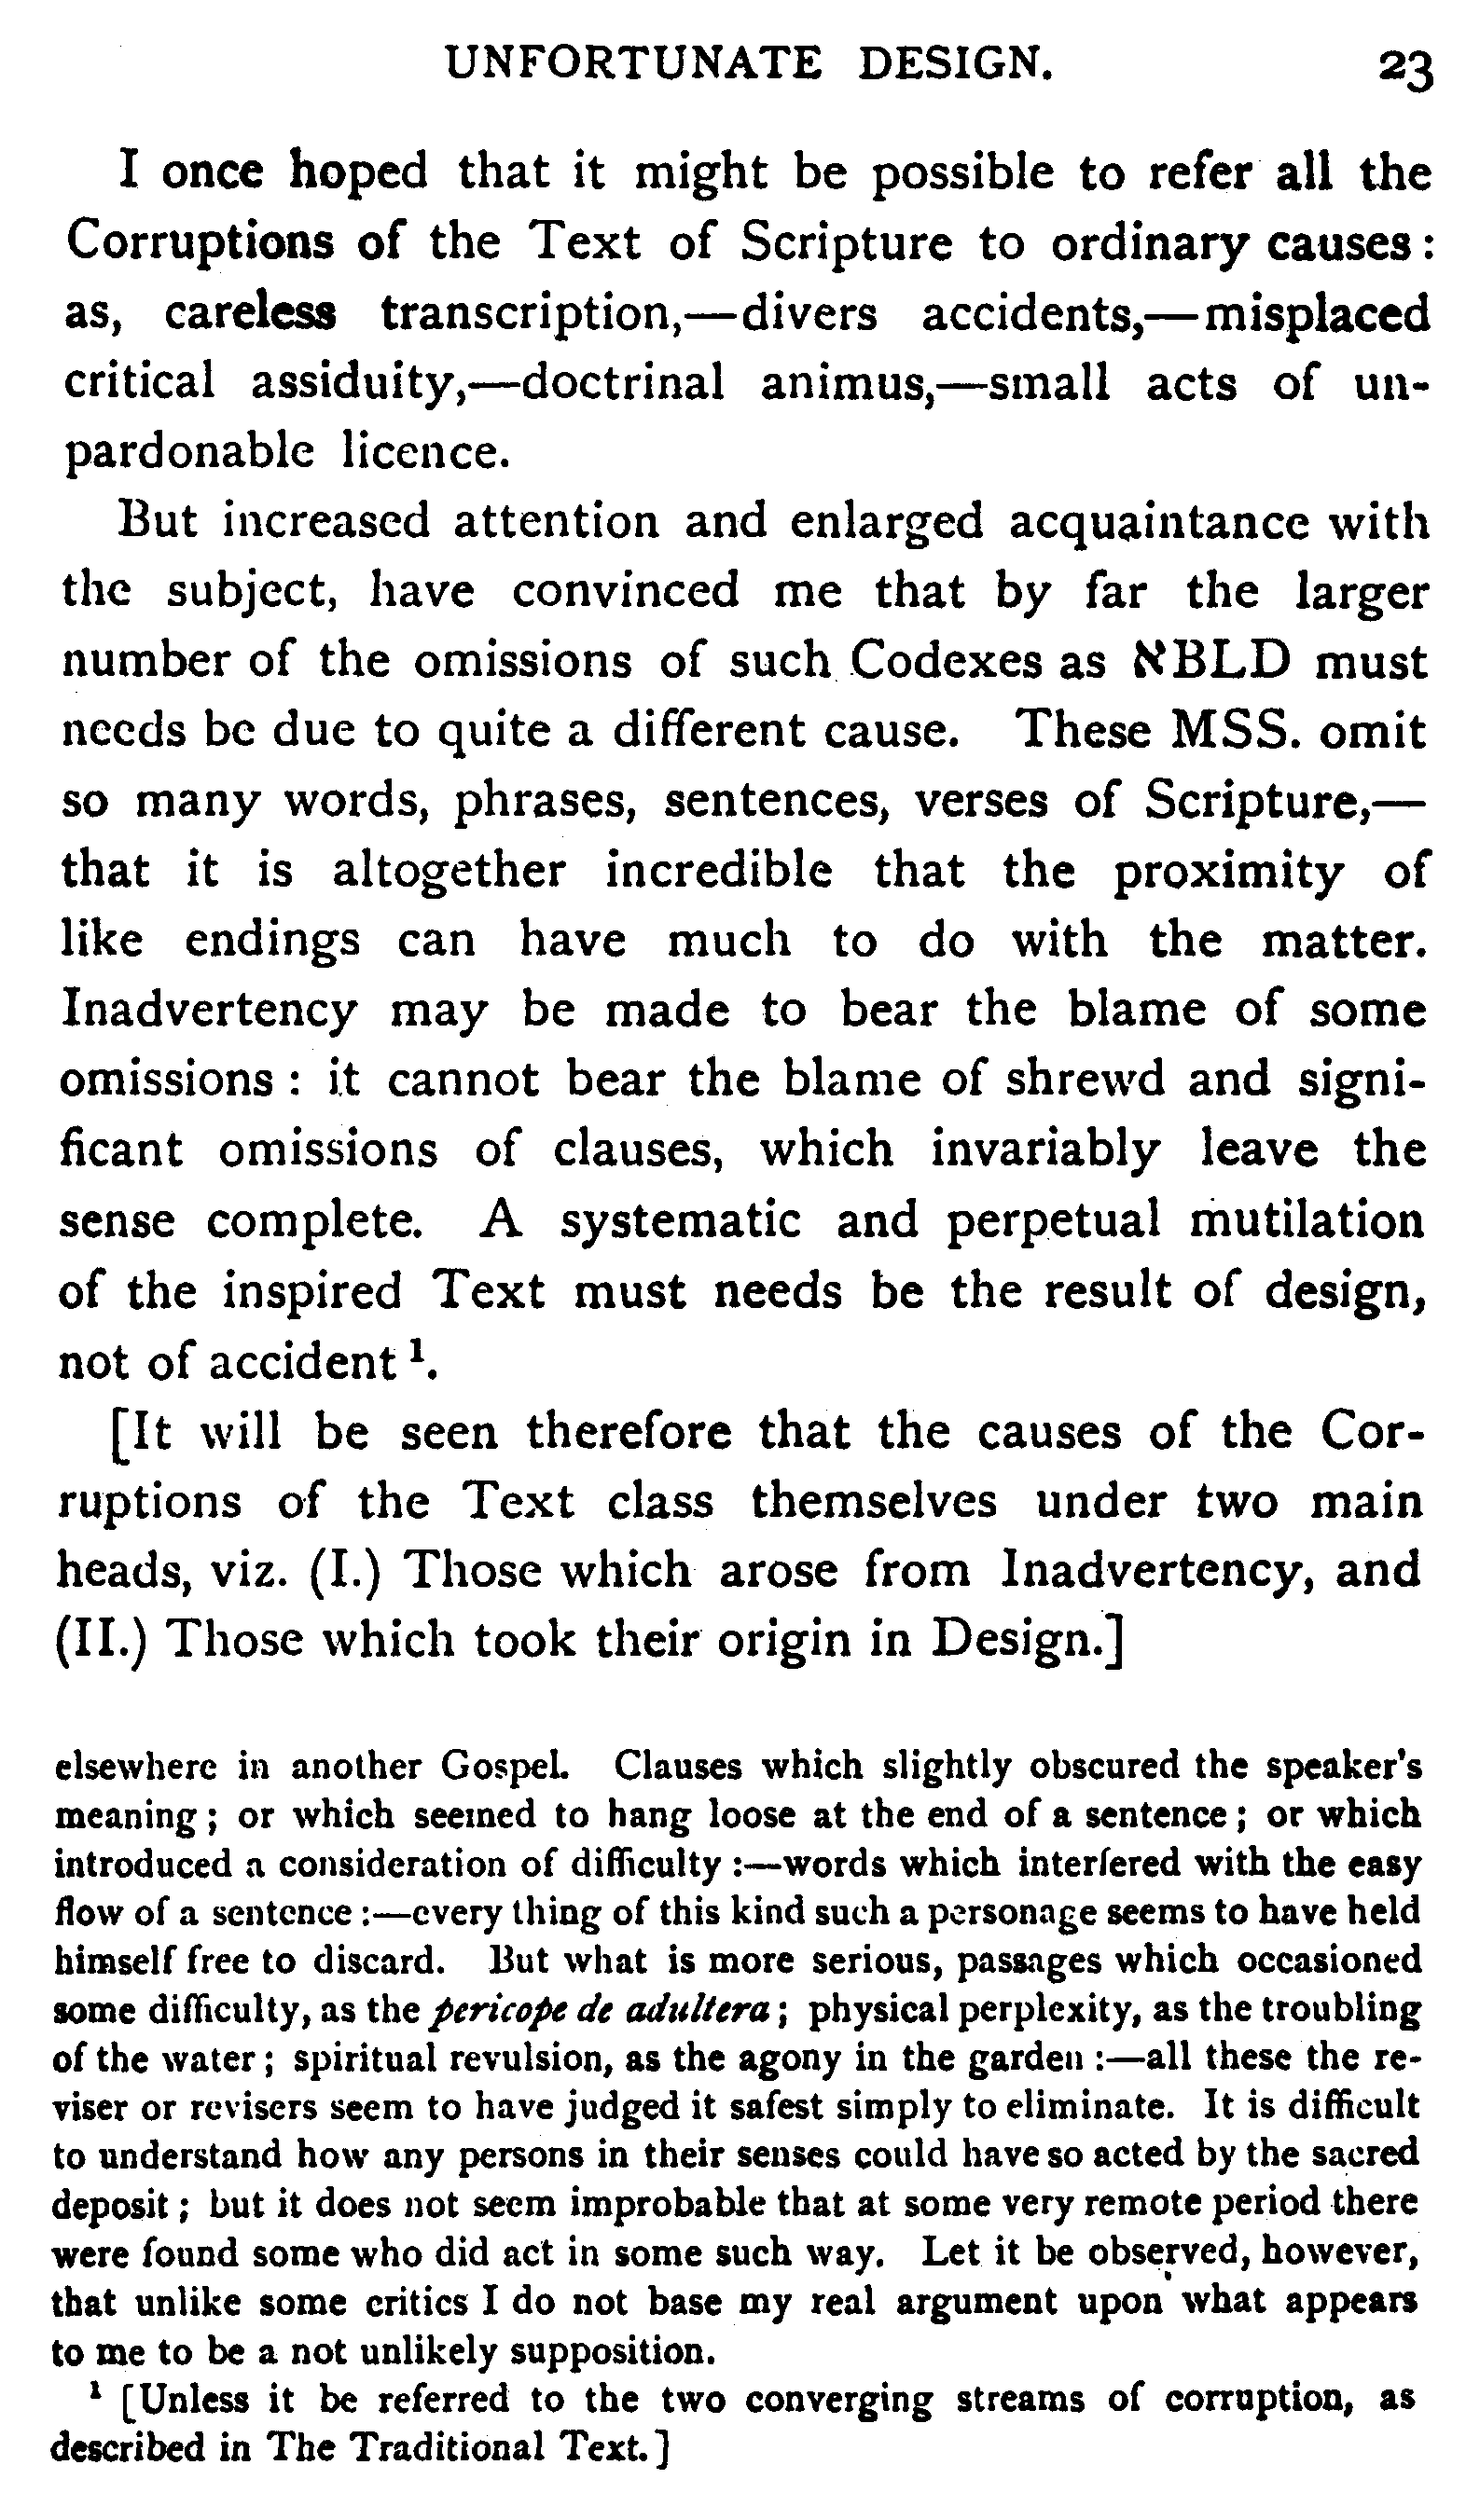 UNFORTUNATE DESIGN. 23
I once hoped that it might be possible to refer all the
Corruptions of the Text of Scripture to ordinary causes :
as, careless transcription,—divers accidents,—misplaced
critical assiduity,—doctrinal animus,—small acts of un-
pardonable licence.
But increased attention and enlarged acquaintance with
the subject, have convinced me that by far the larger
number of the omissions of such Codexes as אBLD must
needs be due to quite a different cause. These MSS. omit
so many words, phrases, sentences, verses of Scripture,—
that it is altogether incredible that the proximity of
like endings can have much to do with the matter.
Inadvertency may be made to bear the blame of some
omissions : it cannot bear the blame of shrewd and signi-
ficant omissions of clauses, which invariably leave the
sense complete. A systematic and perpetual mutilation
of the inspired Text must needs be the result of design,
not of accident ¹.
[It will be seen therefore that the causes of the Cor-
ruptions of the Text class themselves under two main
heads, viz. (I.) Those which arose from Inadvertency, and
(II.) Those which took their origin in Design.]
elsewhere in another Gospel. Clauses which slightly obscured the speaker's
meaning ; or which seemed to hang loose at the end of a sentence ; or which
introduced a consideration of difficulty :—words which interfered with the easy
flow of a sentence :—every thing of this kind such a personage seems to have held
himself free to discard. But what is more serious, passages which occasioned
some difficulty, as the pericope de adultera ; physical perplexity, as the troubling
of the water ; spiritual revulsion, as the agony in the garden :—all these the re-
viser or revisers seem to have judged it safest simply to eliminate. It is difficult
to understand how any persons in their senses could have so acted by the sacred
deposit ; but it does not seem improbable that at some very remote period there
were found some who did act in some such way. Let it be observed, however,
that unlike some critics I do not base my real argument upon what appears
to me to be a not unlikely supposition.
¹ [Unless it be referred to the two converging streams of corruption, as
described in The Traditional Text.]